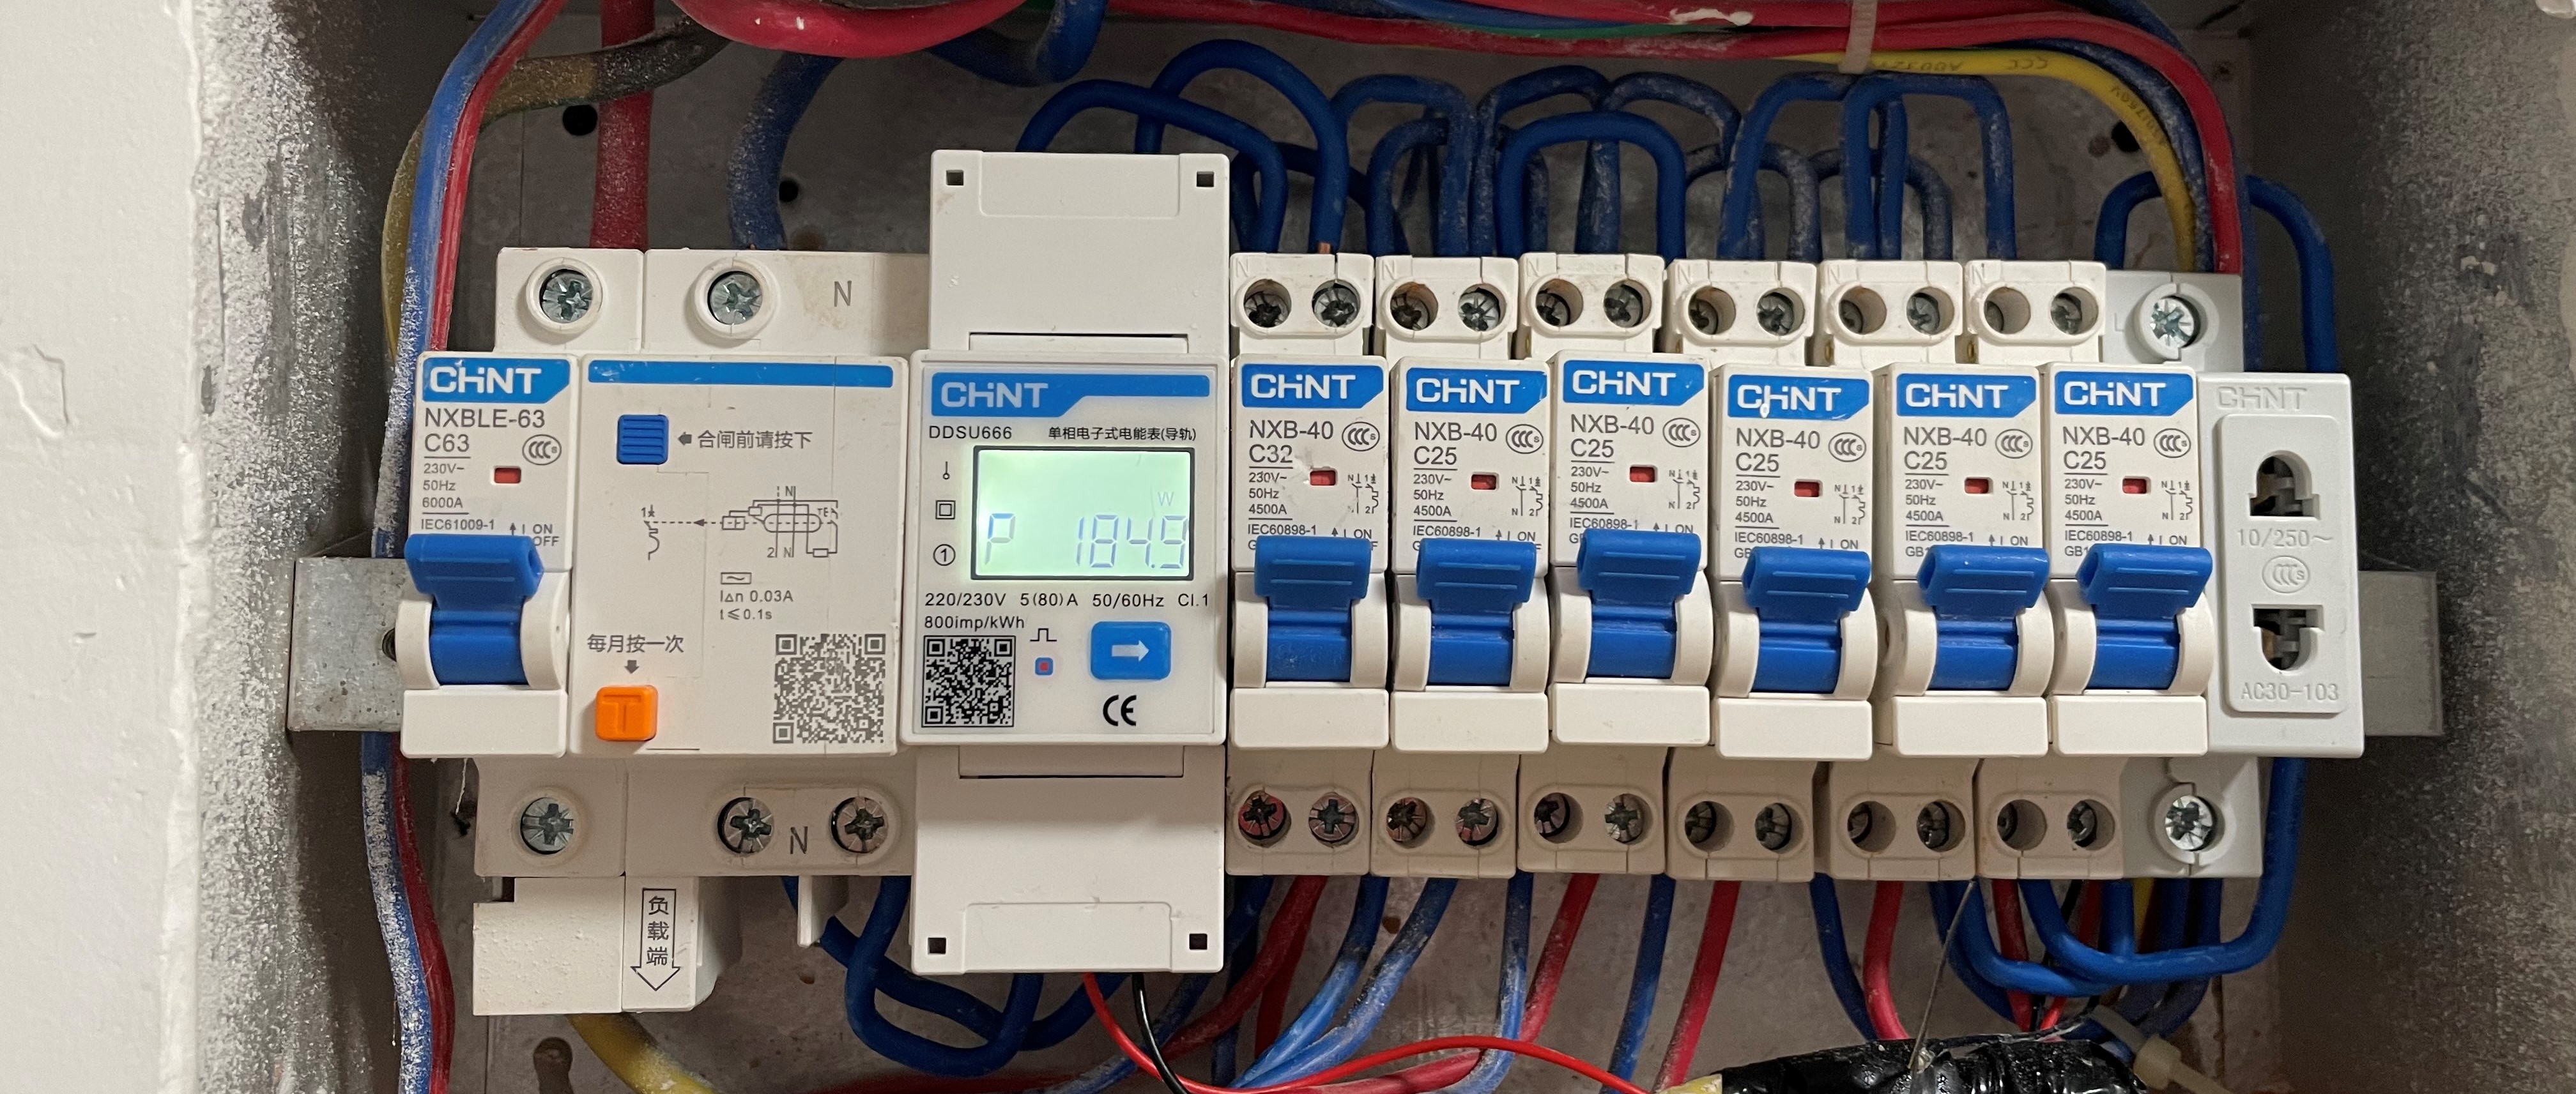 N
CHNT
NXBLE-63
C63
230V~
50Hz
6000A
IEC61009-1
I ON
OFF
合闸前请按下
N
1
TE
2 N
I△n 0.03A
t≤0.1s
每月按一次
T
N
负载端
CHNT
DDSU666 单相电子式电能表(导轨)
W
P 184.9
1
220/230V 5(80)A 50/60Hz Cl.1
800imp/kWh
CE
N
CHNT
NXB-40
C32
230V~
50Hz
4500A
IEC60898-1
I ON
N
CHNT
NXB-40
C25
230V~
50Hz
4500A
IEC60898-1
I ON
N
CHNT
NXB-40
C25
230V~
50Hz
4500A
IEC60898-1
I ON
N
CHNT
NXB-40
C25
230V~
50Hz
4500A
IEC60898-1
I ON
N
CHNT
NXB-40
C25
230V~
50Hz
4500A
IEC60898-1
I ON
N
CHNT
NXB-40
C25
230V~
50Hz
4500A
IEC60898-1
I ON
CHNT
10/250~
AC30-103